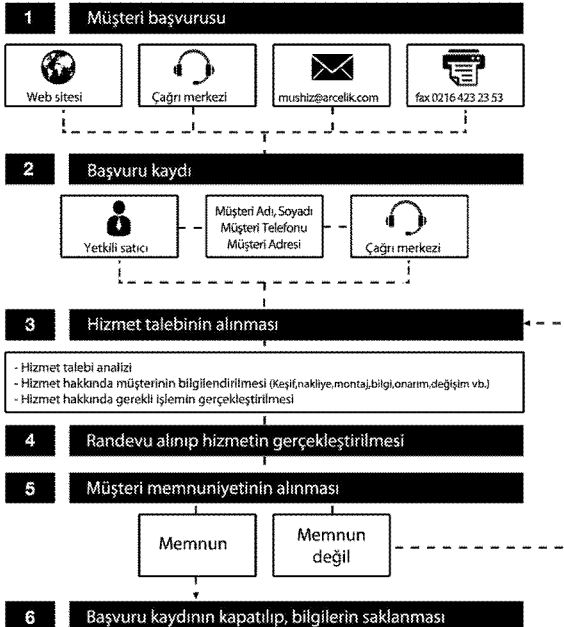 1 Müşteri başvurusu
Web sitesi
Çağrı merkezi
mushiz@arcelik.com
fax 0216 423 23 53
2 Başvuru kaydı
Yetkili satıcı
Müşteri Adı, Soyadı
Müşteri Telefonu
Müşteri Adresi
Çağrı merkezi
3 Hizmet talebinin alınması
- Hizmet talebi analizi
- Hizmet hakkında müşterinin bilgilendirilmesi (Keşif,nakliye,montaj,bilgi,onarım,değişim vb.)
- Hizmet hakkında gerekli işlemin gerçekleştirilmesi
4 Randevu alınıp hizmetin gerçekleştirilmesi
5 Müşteri memnuniyetinin alınması
Memnun
Memnun
değil
6 Başvuru kaydının kapatılıp, bilgilerin saklanması